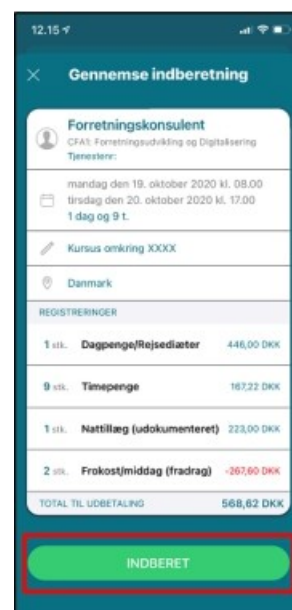 12.15
Gennemse indberetning
Forretningskonsulent
CFA1: Forretningsudvikling og Digitalisering
Tjenestenr:
mandag den 19. oktober 2020 kl. 08.00
tirsdag den 20. oktober 2020 kl. 17.00
1 dag og 9 t.
Kursus omkring XXXX
Danmark
REGISTRERINGER
1 stk. Dagpenge/Rejsediæter 446,00 DKK
9 stk. Timepenge 167,22 DKK
1 stk. Nattillæg (udokumenteret) 223,00 DKK
2 stk. Frokost/middag (fradrag) -267,60 DKK
TOTAL TIL UDBETALING 568,62 DKK
INDBERET